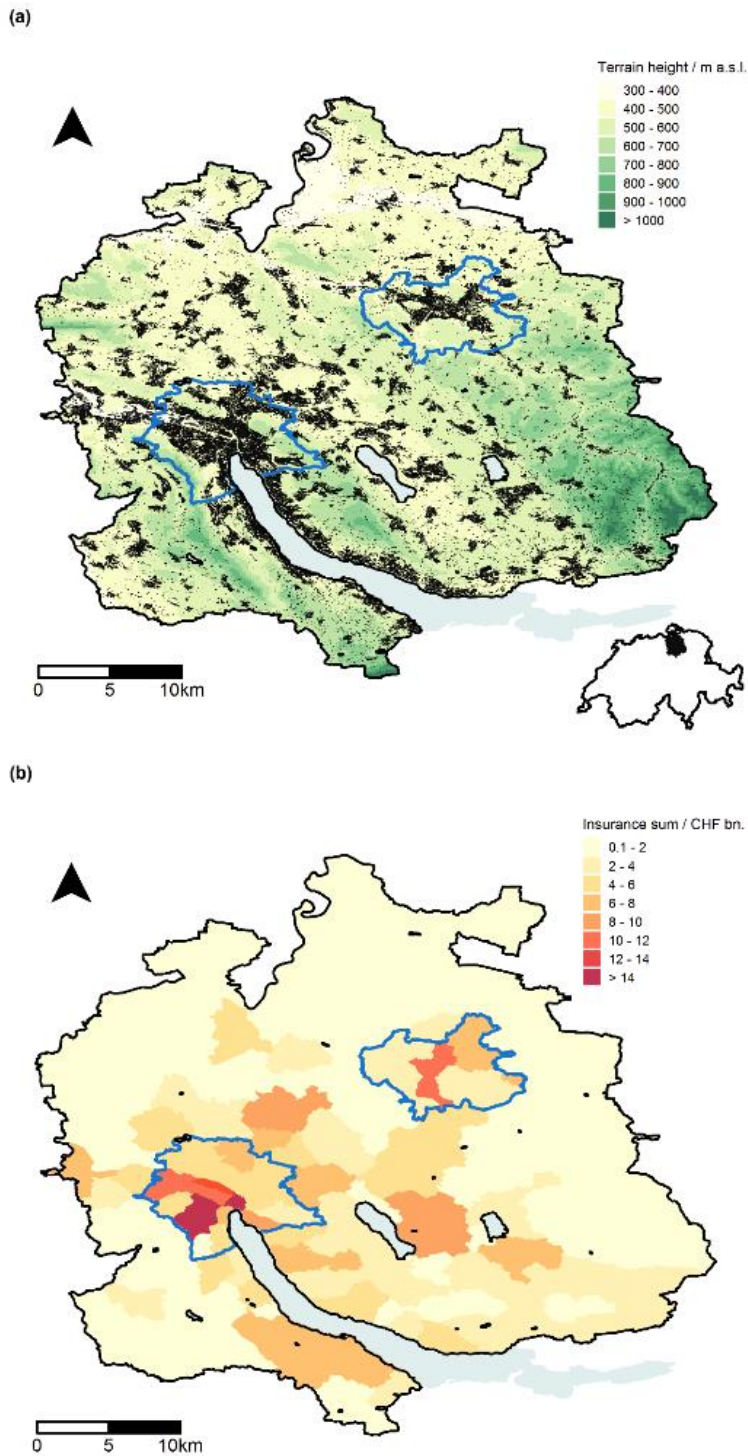 (a)
Terrain height / m a.s.l.
300 - 400
400 - 500
500 - 600
600 - 700
700 - 800
800 - 900
900 - 1000
> 1000
0 5 10km
(b)
Insurance sum / CHF bn.
0.1 - 2
2 - 4
4 - 6
6 - 8
8 - 10
10 - 12
12 - 14
> 14
0 5 10km